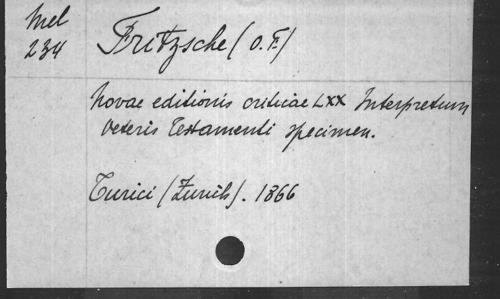 Mel
234
Fritzsche (O. F.)
Novae editionis criticae LXX Interpretum
Veteris Testamenti specimen.
Turici (Zurich). 1866